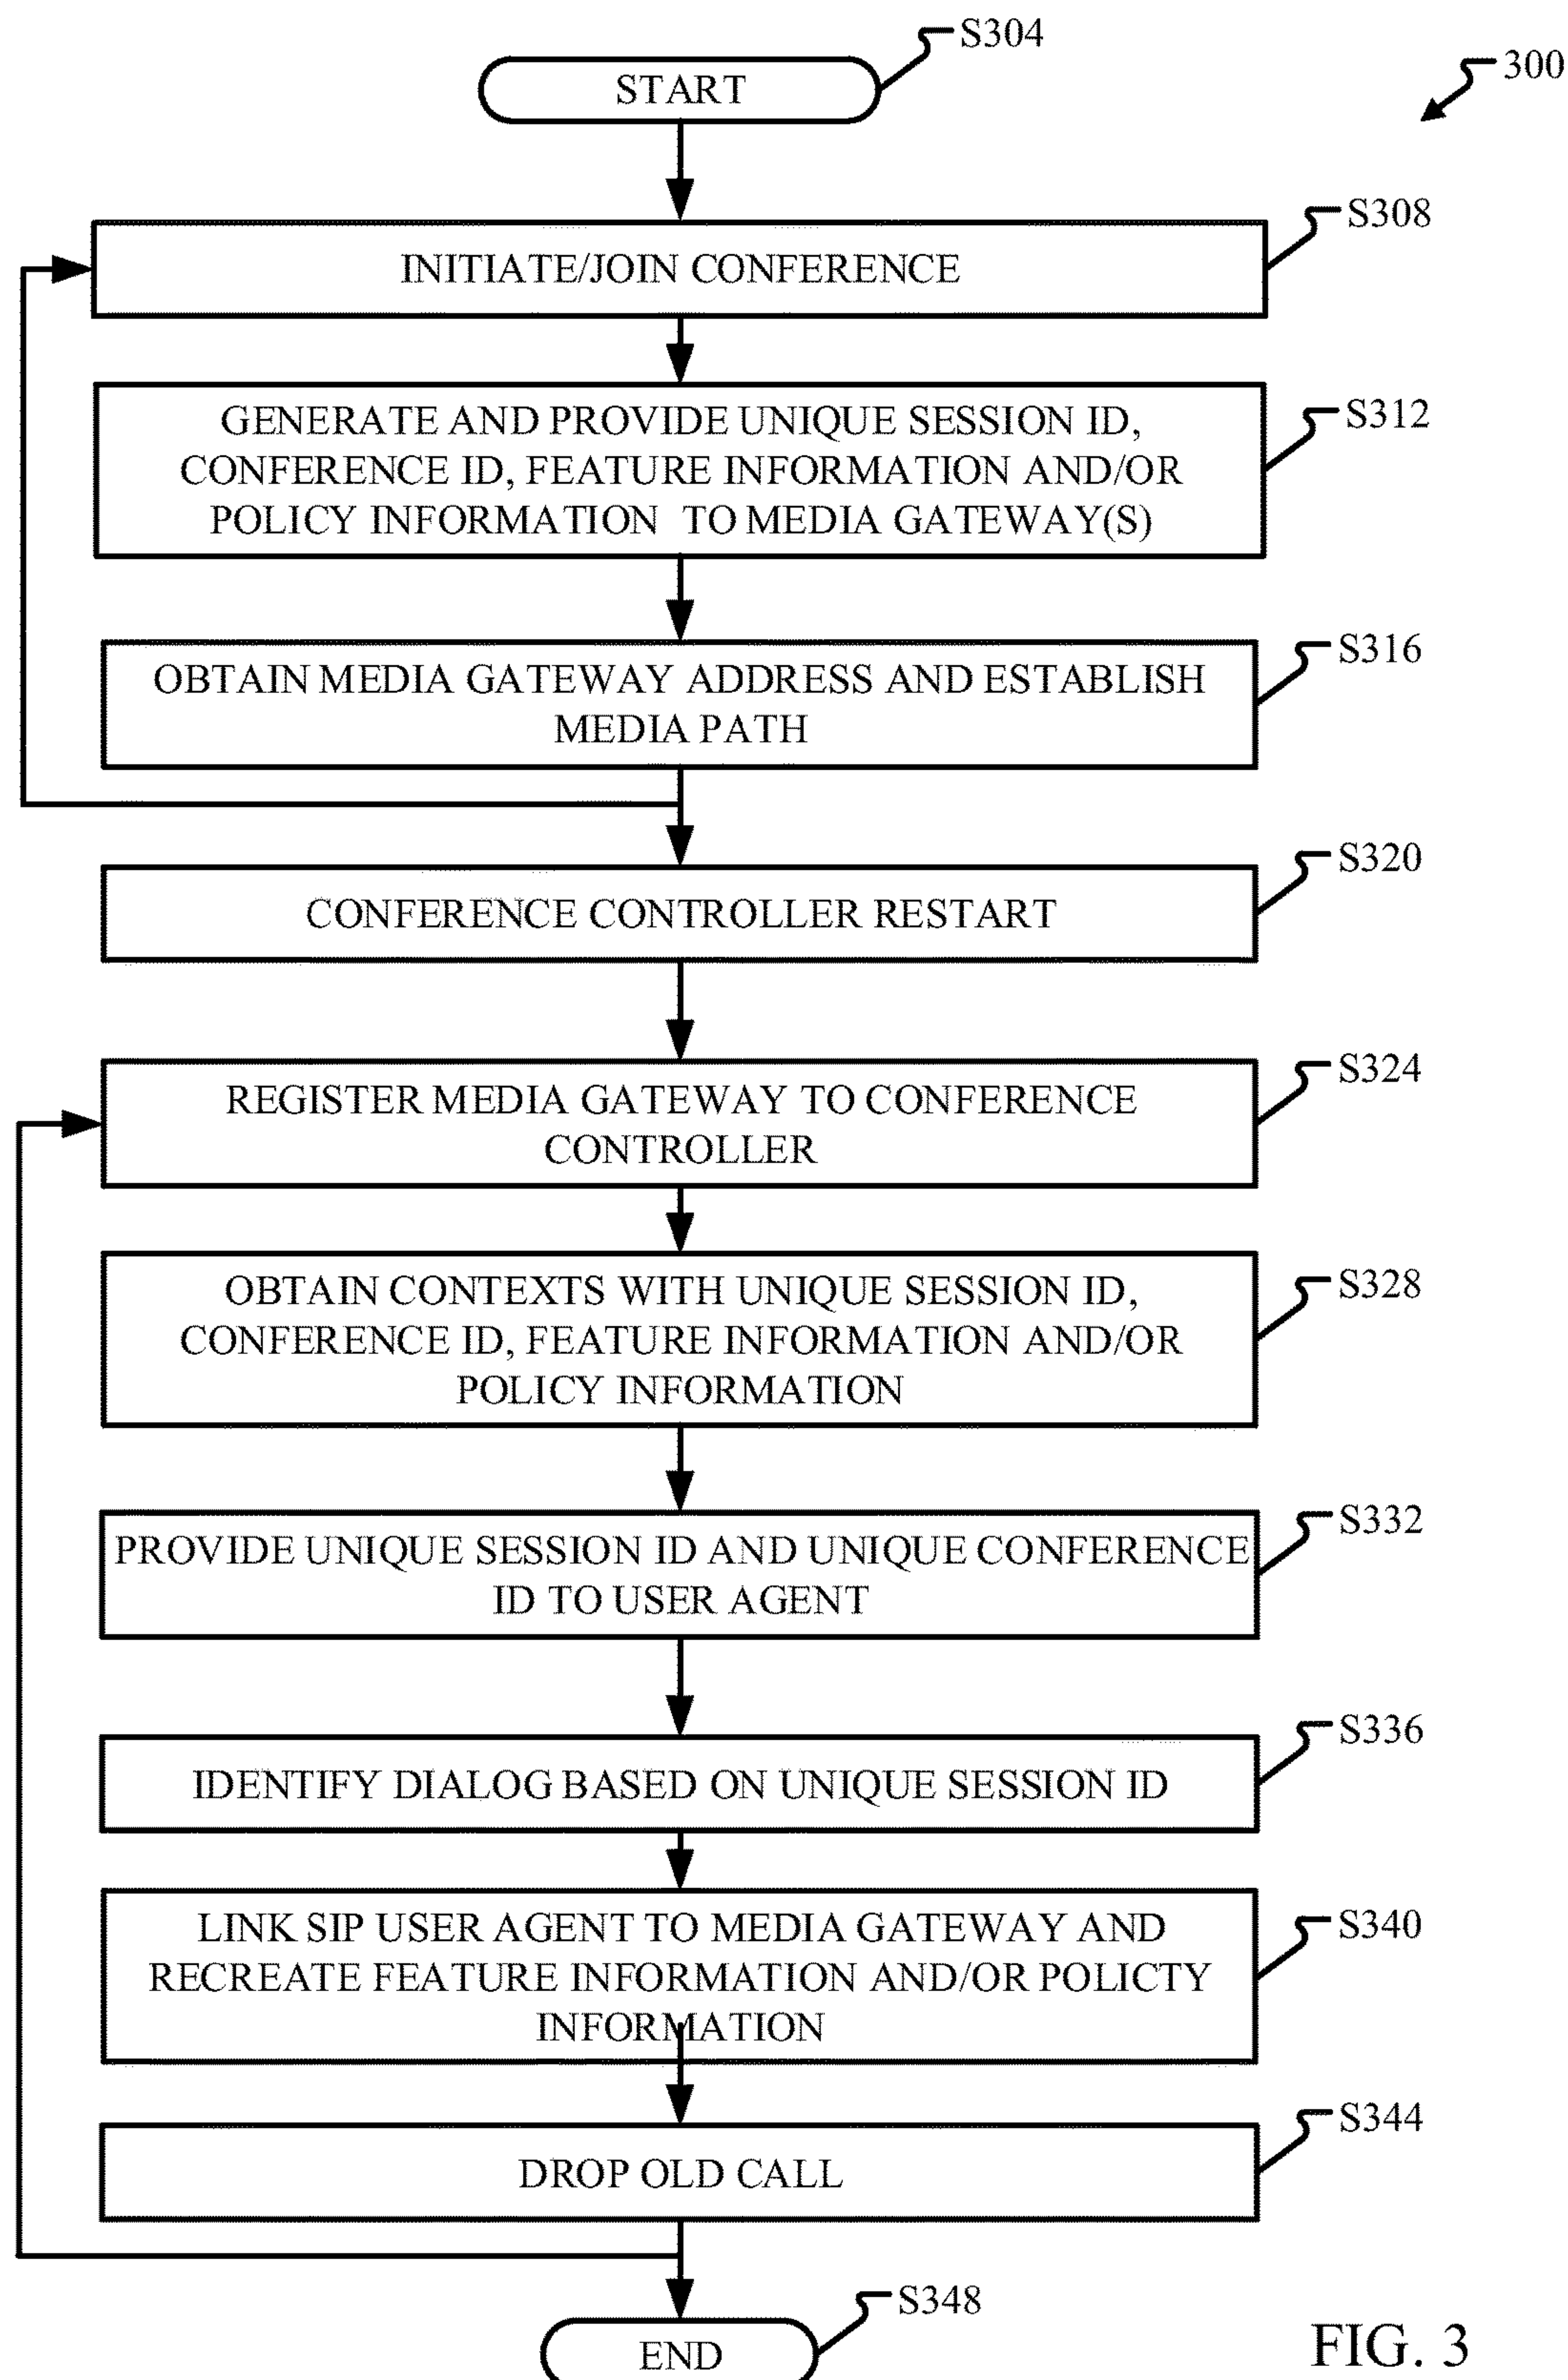 S304
START
300
S308
INITIATE/JOIN CONFERENCE
S312
GENERATE AND PROVIDE UNIQUE SESSION ID,
CONFERENCE ID, FEATURE INFORMATION AND/OR
POLICY INFORMATION TO MEDIA GATEWAY(S)
S316
OBTAIN MEDIA GATEWAY ADDRESS AND ESTABLISH
MEDIA PATH
S320
CONFERENCE CONTROLLER RESTART
S324
REGISTER MEDIA GATEWAY TO CONFERENCE
CONTROLLER
S328
OBTAIN CONTEXTS WITH UNIQUE SESSION ID,
CONFERENCE ID, FEATURE INFORMATION AND/OR
POLICY INFORMATION
S332
PROVIDE UNIQUE SESSION ID AND UNIQUE CONFERENCE
ID TO USER AGENT
S336
IDENTIFY DIALOG BASED ON UNIQUE SESSION ID
S340
LINK SIP USER AGENT TO MEDIA GATEWAY AND
RECREATE FEATURE INFORMATION AND/OR POLICTY
INFORMATION
S344
DROP OLD CALL
S348
END
FIG. 3